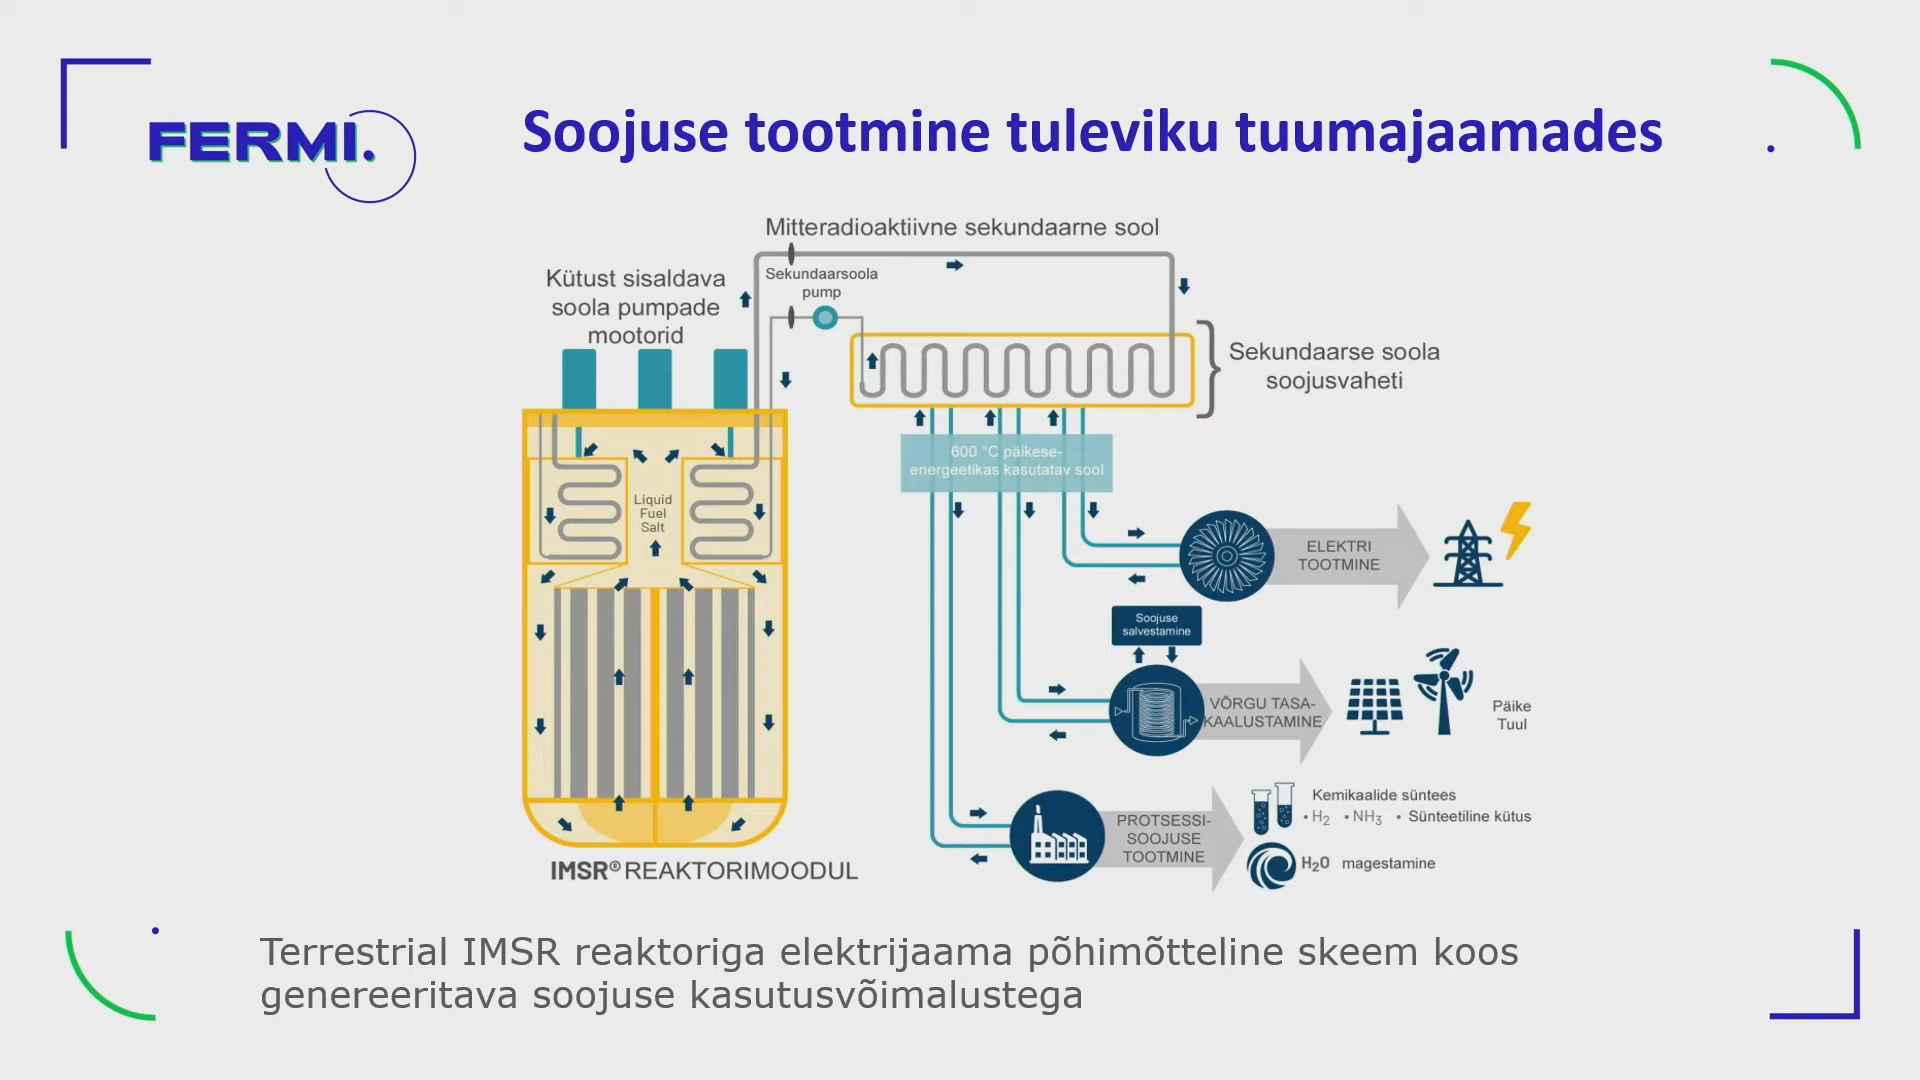 FERMI.
Soojuse tootmine tuleviku tuumajaamades
Mitteradioaktiivne sekundaarne sool
Kütust sisaldava
soola pumpade
mootorid
Sekundaarsoola
pump
Sekundaarse soola
soojusvaheti
600 °C päikese-
energeetikas kasutatav sool
Liquid
Fuel
Salt
ELEKTRI
TOOTMINE
Soojuse
salvestamine
VÕRGU TASA-
KAALUSTAMINE
Päike
Tuul
PROTSESSI-
SOOJUSE
TOOTMINE
Kemikaalide süntees
• H₂ • NH₃ • Sünteetiline kütus
H₂O magestamine
IMSR® REAKTORIMOODUL
Terrestrial IMSR reaktoriga elektrijaama põhimõtteline skeem koos
genereeritava soojuse kasutusvõimalustega